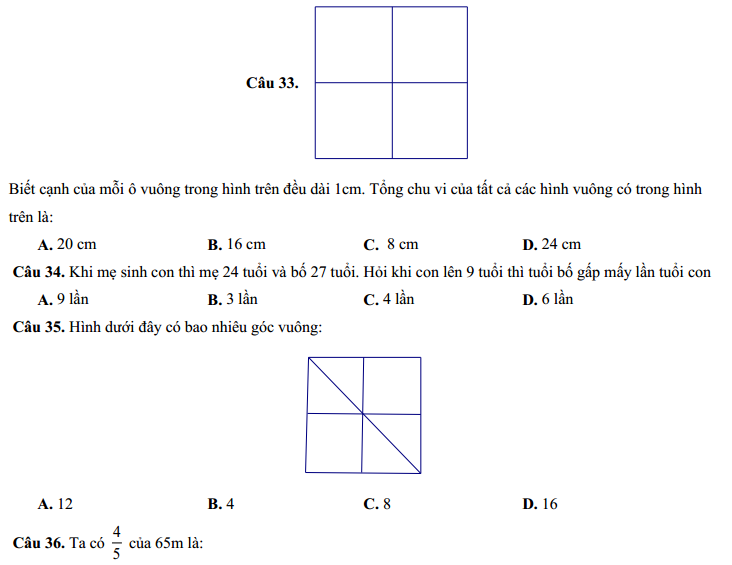 Câu 33.
Biết cạnh của mỗi ô vuông trong hình trên đều dài 1cm. Tổng chu vi của tất cả các hình vuông có trong hình
trên là:
A. 20 cm B. 16 cm C. 8 cm D. 24 cm
Câu 34. Khi mẹ sinh con thì mẹ 24 tuổi và bố 27 tuổi. Hỏi khi con lên 9 tuổi thì tuổi bố gấp mấy lần tuổi con
A. 9 lần B. 3 lần C. 4 lần D. 6 lần
Câu 35. Hình dưới đây có bao nhiêu góc vuông:
A. 12 B. 4 C. 8 D. 16
Câu 36. Ta có 4/5 của 65m là: